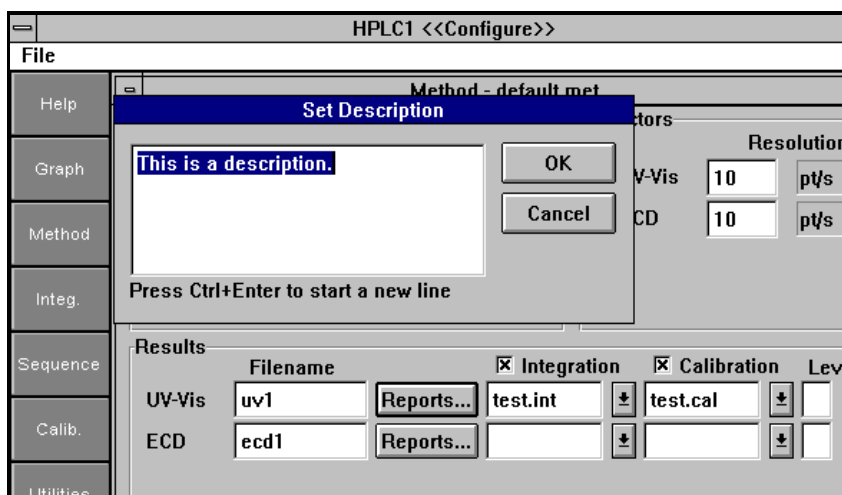 HPLC1 <<Configure>>
File
Help
Graph
Method
Integ.
Sequence
Calib.
Utilities
Method - default met
Set Description
This is a description.
OK
Cancel
Press Ctrl+Enter to start a new line
Resolution
10 pt/s
10 pt/s
Results
Filename
Integration
Calibration
UV-Vis uv1 Reports... test.int test.cal
ECD ecd1 Reports...